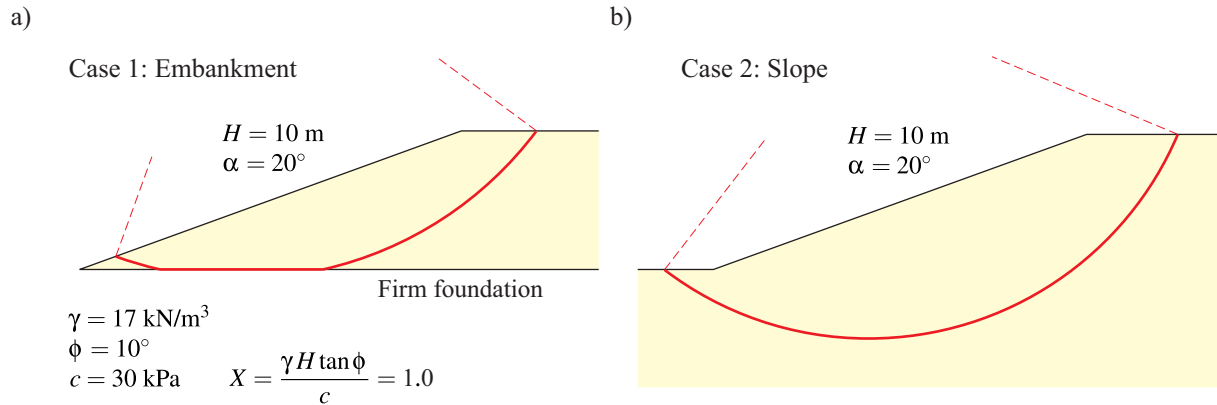 a)
Case 1: Embankment
H = 10 m
α = 20°
Firm foundation
γ = 17 kN/m³
ϕ = 10°
c = 30 kPa
X = γ H tan ϕ / c = 1.0
b)
Case 2: Slope
H = 10 m
α = 20°